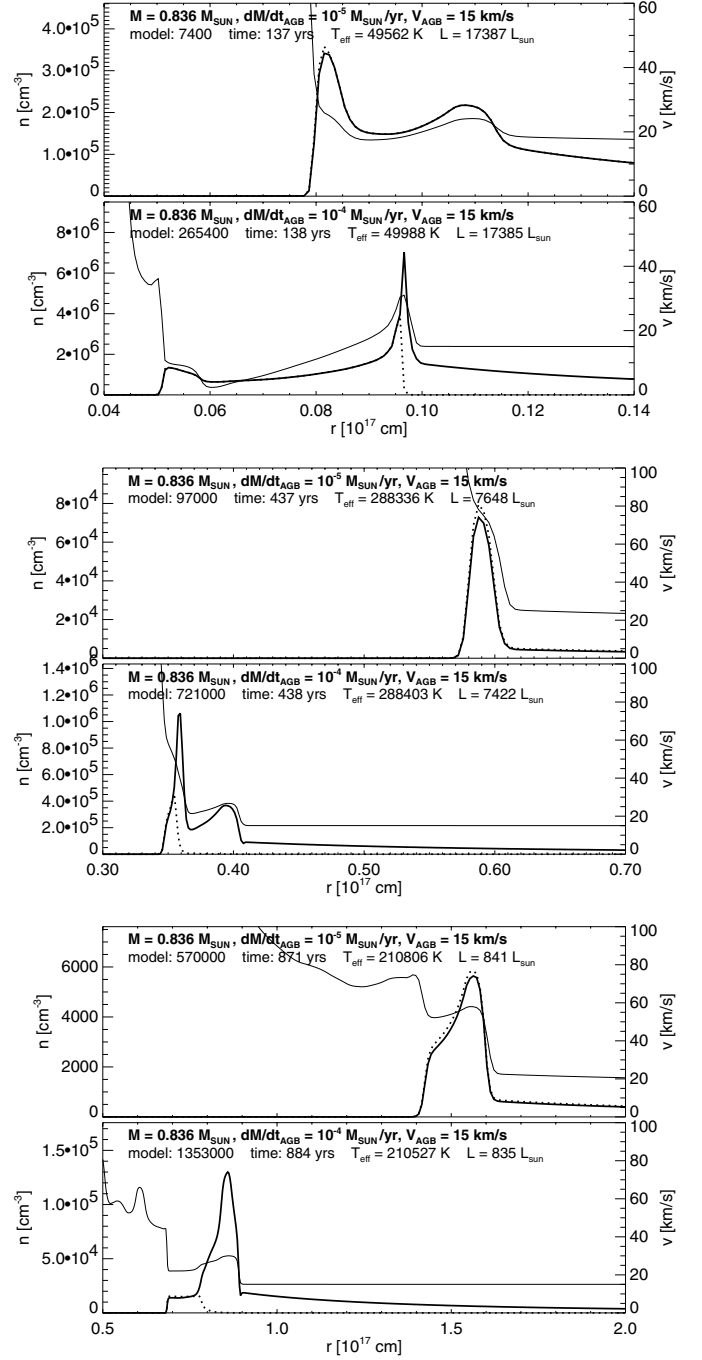 M = 0.836 M_SUN, dM/dt_AGB = 10^-5 M_SUN/yr, V_AGB = 15 km/s
model: 7400 time: 137 yrs T_eff = 49562 K L = 17387 L_sun
n [cm^-3]
4.0•10^5
3.0•10^5
2.0•10^5
1.0•10^5
0
60
40
20
0
v [km/s]
M = 0.836 M_SUN, dM/dt_AGB = 10^-4 M_SUN/yr, V_AGB = 15 km/s
model: 265400 time: 138 yrs T_eff = 49988 K L = 17385 L_sun
n [cm^-3]
8•10^6
6•10^6
4•10^6
2•10^6
0
60
40
20
0
v [km/s]
0.04 0.06 0.08 0.10 0.12 0.14
r [10^17 cm]
M = 0.836 M_SUN, dM/dt_AGB = 10^-5 M_SUN/yr, V_AGB = 15 km/s
model: 97000 time: 437 yrs T_eff = 288336 K L = 7648 L_sun
n [cm^-3]
8•10^4
6•10^4
4•10^4
2•10^4
0
100
80
60
40
20
0
v [km/s]
M = 0.836 M_SUN, dM/dt_AGB = 10^-4 M_SUN/yr, V_AGB = 15 km/s
model: 721000 time: 438 yrs T_eff = 288403 K L = 7422 L_sun
n [cm^-3]
1.4•10^6
1.2•10^6
1.0•10^6
8.0•10^5
6.0•10^5
4.0•10^5
2.0•10^5
0
100
80
60
40
20
0
v [km/s]
0.30 0.40 0.50 0.60 0.70
r [10^17 cm]
M = 0.836 M_SUN, dM/dt_AGB = 10^-5 M_SUN/yr, V_AGB = 15 km/s
model: 570000 time: 871 yrs T_eff = 210806 K L = 841 L_sun
n [cm^-3]
6000
4000
2000
0
100
80
60
40
20
0
v [km/s]
M = 0.836 M_SUN, dM/dt_AGB = 10^-4 M_SUN/yr, V_AGB = 15 km/s
model: 1353000 time: 884 yrs T_eff = 210527 K L = 835 L_sun
n [cm^-3]
1.5•10^5
1.0•10^5
5.0•10^4
0
100
80
60
40
20
0
v [km/s]
0.5 1.0 1.5 2.0
r [10^17 cm]